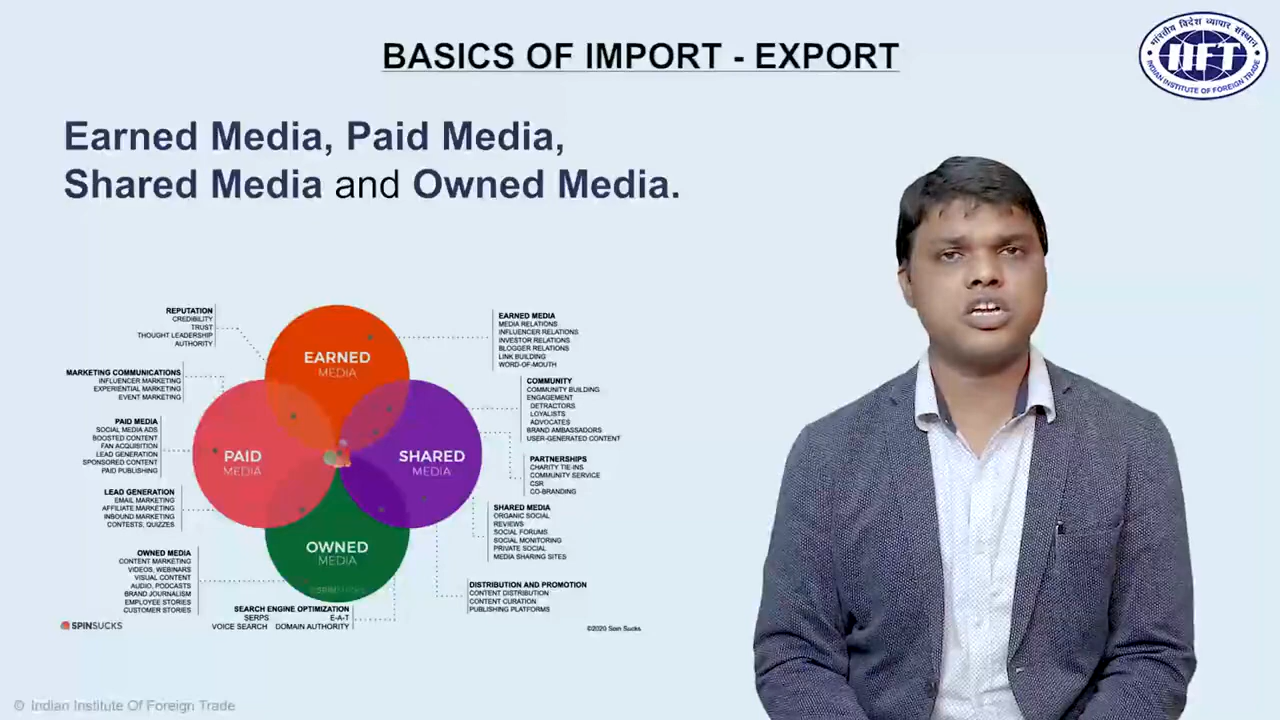 BASICS OF IMPORT - EXPORT
भारतीय विदेश व्यापार संस्थान
IIFT
INDIAN INSTITUTE OF FOREIGN TRADE
Earned Media, Paid Media,
Shared Media and Owned Media.
REPUTATION
CREDIBILITY
TRUST
THOUGHT LEADERSHIP
AUTHORITY
MARKETING COMMUNICATIONS
INFLUENCER MARKETING
EXPERIENTIAL MARKETING
EVENT MARKETING
PAID MEDIA
SOCIAL MEDIA ADS
BOOSTED CONTENT
FAN ACQUISITION
LEAD GENERATION
SPONSORED CONTENT
PAID PUBLISHING
LEAD GENERATION
EMAIL MARKETING
AFFILIATE MARKETING
INBOUND MARKETING
CONTESTS, QUIZZES
OWNED MEDIA
CONTENT MARKETING
VIDEOS, WEBINARS
VISUAL CONTENT
AUDIO, PODCASTS
BRAND JOURNALISM
EMPLOYEE STORIES
CUSTOMER STORIES
EARNED
MEDIA
PAID
MEDIA
SHARED
MEDIA
OWNED
MEDIA
EARNED MEDIA
MEDIA RELATIONS
INFLUENCER RELATIONS
INVESTOR RELATIONS
BLOGGER RELATIONS
LINK BUILDING
WORD-OF-MOUTH
COMMUNITY
COMMUNITY BUILDING
ENGAGEMENT
DETRACTORS
LOYALISTS
ADVOCATES
BRAND AMBASSADORS
USER-GENERATED CONTENT
PARTNERSHIPS
CHARITY TIE-INS
COMMUNITY SERVICE
CSR
CO-BRANDING
SHARED MEDIA
ORGANIC SOCIAL
REVIEWS
SOCIAL FORUMS
SOCIAL MONITORING
PRIVATE SOCIAL
MEDIA SHARING SITES
DISTRIBUTION AND PROMOTION
CONTENT DISTRIBUTION
CONTENT CURATION
PUBLISHING PLATFORMS
SEARCH ENGINE OPTIMIZATION
SERPS E-A-T
VOICE SEARCH DOMAIN AUTHORITY
SPINSUCKS
©2020 Spin Sucks
© Indian Institute Of Foreign Trade